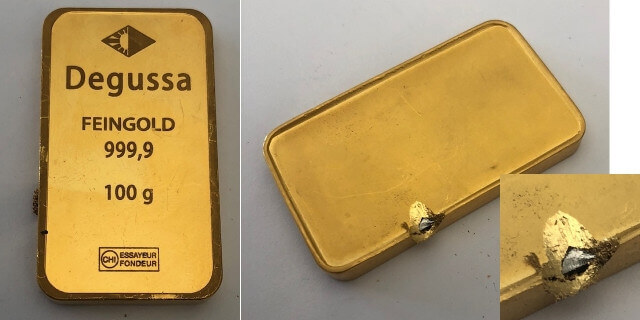 Degussa
FEINGOLD
999,9
100 g
CHI ESSAYEUR
FONDEUR